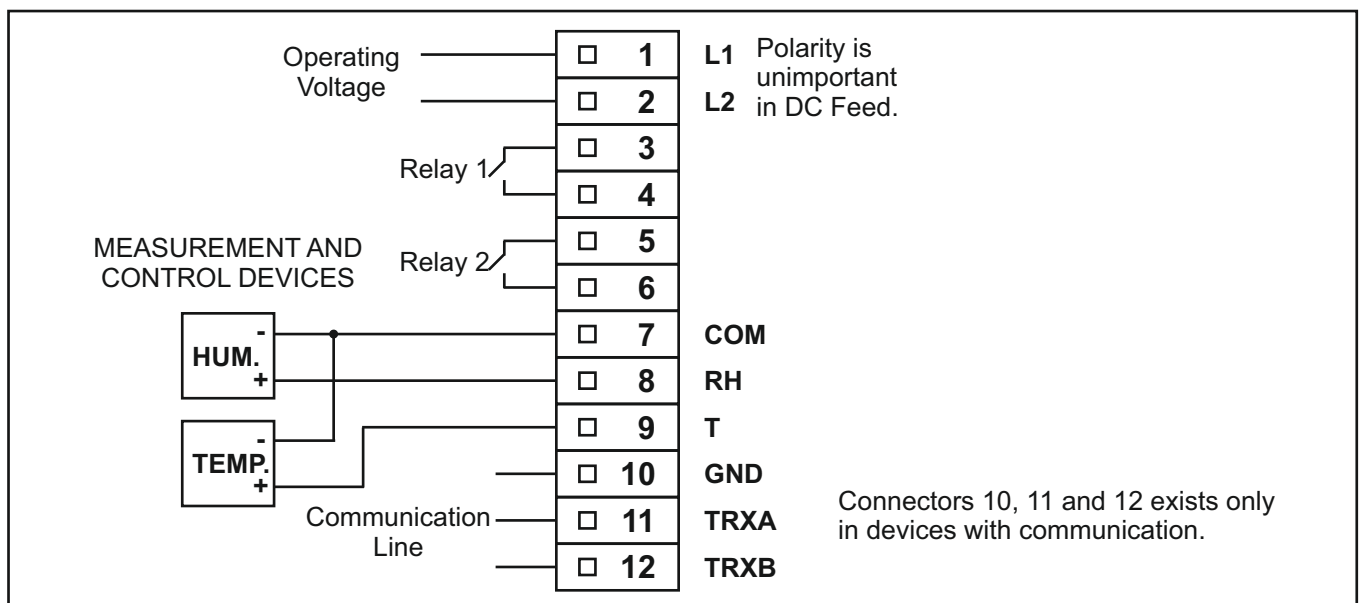 Operating
Voltage
1 L1
2 L2
Polarity is
unimportant
in DC Feed.
Relay 1
3
4
Relay 2
5
6
MEASUREMENT AND
CONTROL DEVICES
HUM.
-
+
TEMP.
-
+
7 COM
8 RH
9 T
10 GND
11 TRXA
12 TRXB
Communication
Line
Connectors 10, 11 and 12 exists only
in devices with communication.